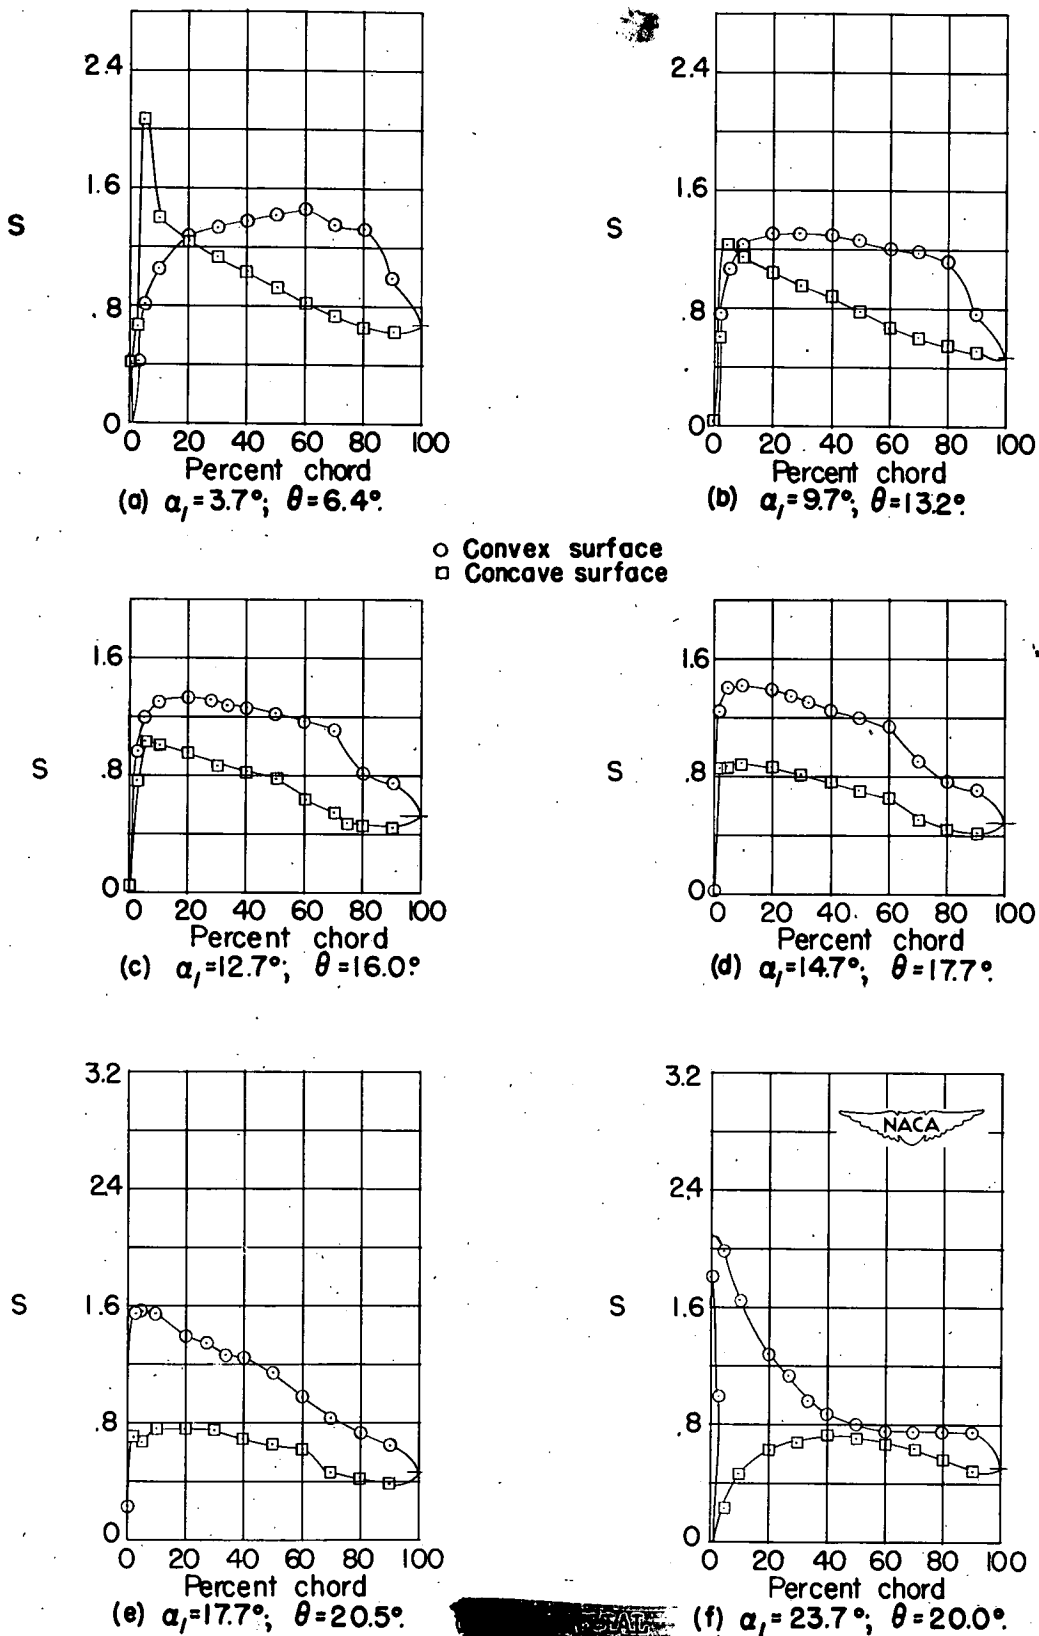 2.4
1.6
S
.8
0
0 20 40 60 80 100
Percent chord
(a) α₁=3.7°; θ=6.4°.
2.4
1.6
S
.8
0
0 20 40 60 80 100
Percent chord
(b) α₁=9.7°; θ=13.2°.
Convex surface
Concave surface
1.6
S
.8
0
0 20 40 60 80 100
Percent chord
(c) α₁=12.7°; θ=16.0°.
1.6
S
.8
0
0 20 40 60 80 100
Percent chord
(d) α₁=14.7°; θ=17.7°.
3.2
2.4
1.6
S
.8
0
0 20 40 60 80 100
Percent chord
(e) α₁=17.7°; θ=20.5°.
3.2
NACA
2.4
1.6
S
.8
0
0 20 40 60 80 100
Percent chord
(f) α₁=23.7°; θ=20.0°.